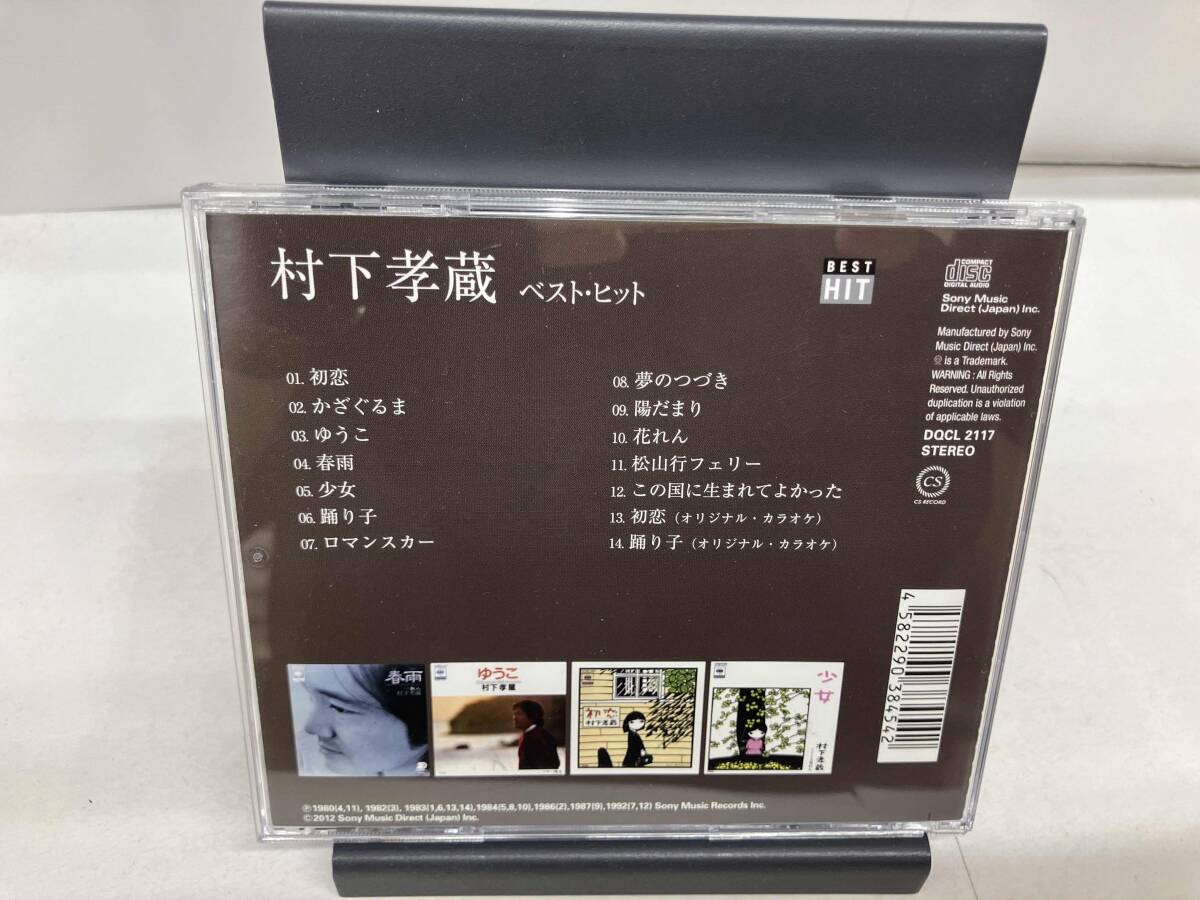 村下孝蔵 ベスト・ヒット
BEST
HIT
COMPACT
disc
DIGITAL AUDIO
Sony Music
Direct (Japan) Inc.
Manufactured by Sony
Music Direct (Japan) Inc.
is a Trademark.
WARNING : All Rights
Reserved. Unauthorized
duplication is a violation
of applicable laws.
DQCL 2117
STEREO
CS
CS RECORD
01. 初恋
02. かざぐるま
03. ゆうこ
04. 春雨
05. 少女
06. 踊り子
07. ロマンスカー
08. 夢のつづき
09. 陽だまり
10. 花れん
11. 松山行フェリー
12. この国に生まれてよかった
13. 初恋（オリジナル・カラオケ）
14. 踊り子（オリジナル・カラオケ）
4 582290 384542
春雨
ゆうこ
村下孝蔵
初恋
村下孝蔵
少女
村下孝蔵
Ⓟ1980(4,11), 1982(3), 1983(1,6,13,14),1984(5,8,10),1986(2),1987(9),1992(7,12) Sony Music Records Inc.
©2012 Sony Music Direct (Japan) Inc.